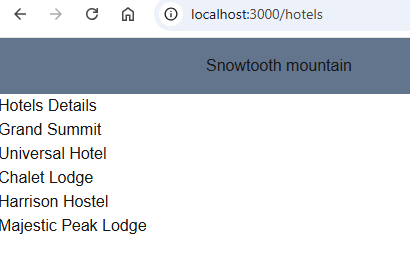 localhost:3000/hotels
Snowtooth mountain
Hotels Details
Grand Summit
Universal Hotel
Chalet Lodge
Harrison Hostel
Majestic Peak Lodge